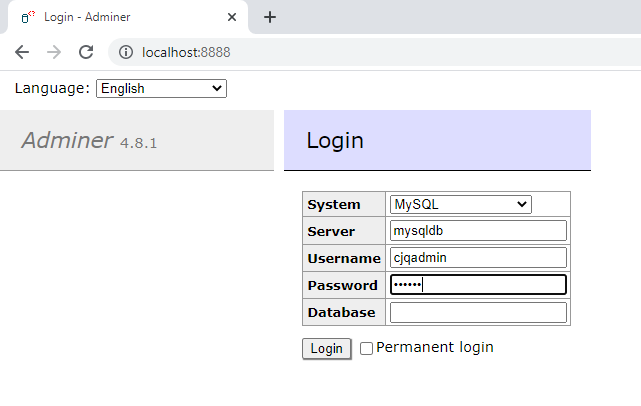 Login - Adminer
localhost:8888
Language: English
Adminer 4.8.1
Login
System MySQL
Server mysqldb
Username cjqadmin
Password ••••••
Database
Login Permanent login